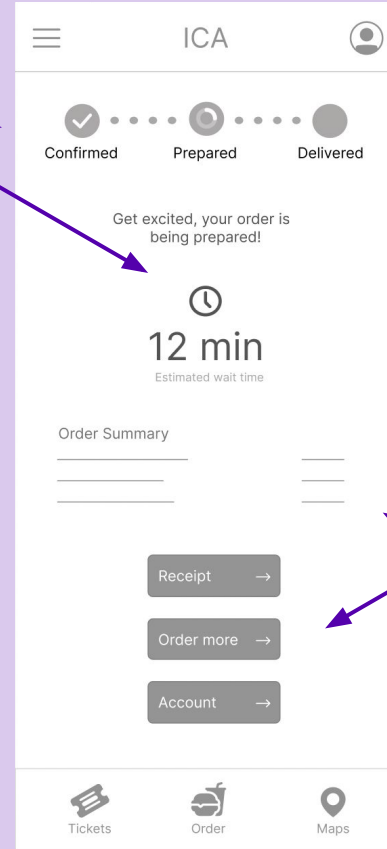 ICA
Confirmed Prepared Delivered
Get excited, your order is
being prepared!
12 min
Estimated wait time
Order Summary
Receipt →
Order more →
Account →
Tickets Order Maps